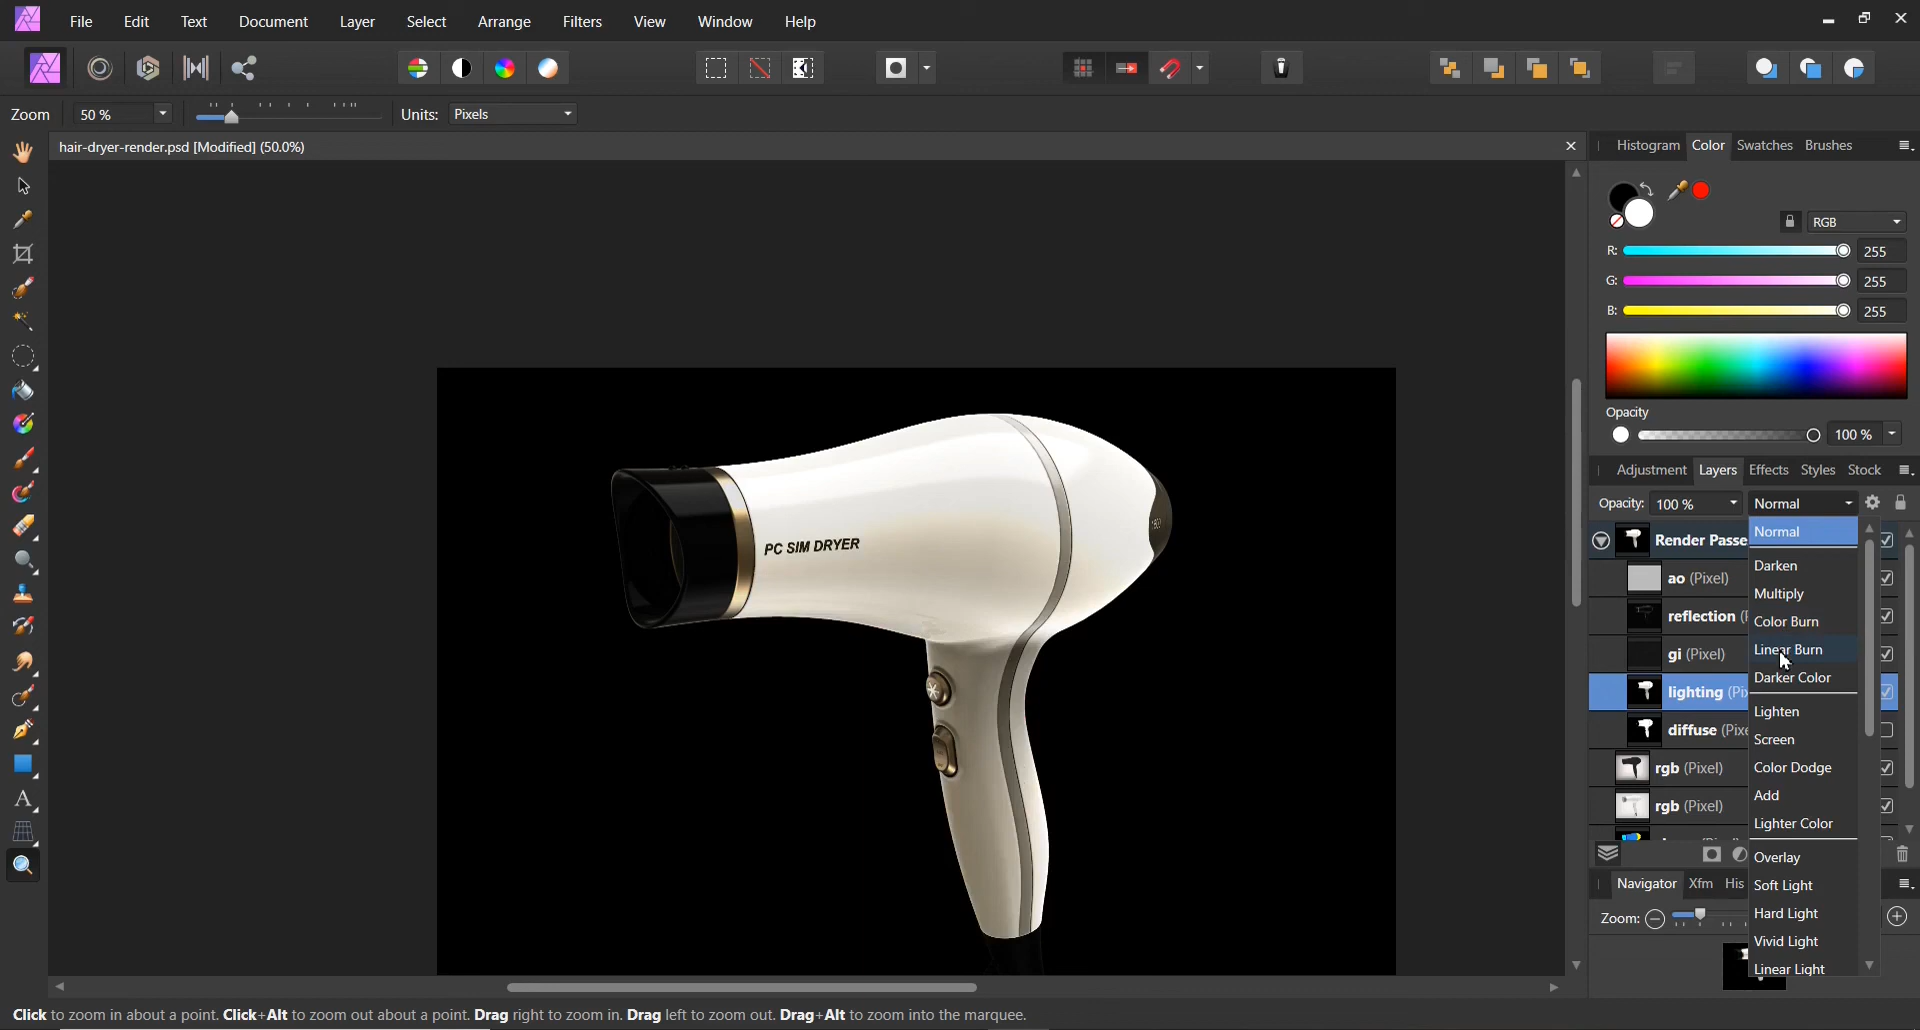 File Edit Text Document Layer Select Arrange Filters View Window Help
Zoom 50 % Units: Pixels
hair-dryer-render.psd [Modified] (50.0%)
Histogram Color Swatches Brushes
RGB
R: 255
G: 255
B: 255
Opacity
100 %
Adjustment Layers Effects Styles Stock
Opacity: 100 % Normal
Normal
Render Passe
Darken
ao (Pixel)
Multiply
reflection (P
Color Burn
gi (Pixel)
Linear Burn
Darker Color
lighting (Pix
Lighten
diffuse (Pixe
Screen
rgb (Pixel)
Color Dodge
Add
rgb (Pixel)
Lighter Color
Overlay
Navigator Xfm His
Soft Light
Zoom:
Hard Light
Vivid Light
Linear Light
PC SIM DRYER
Click to zoom in about a point. Click+Alt to zoom out about a point. Drag right to zoom in. Drag left to zoom out. Drag+Alt to zoom into the marquee.